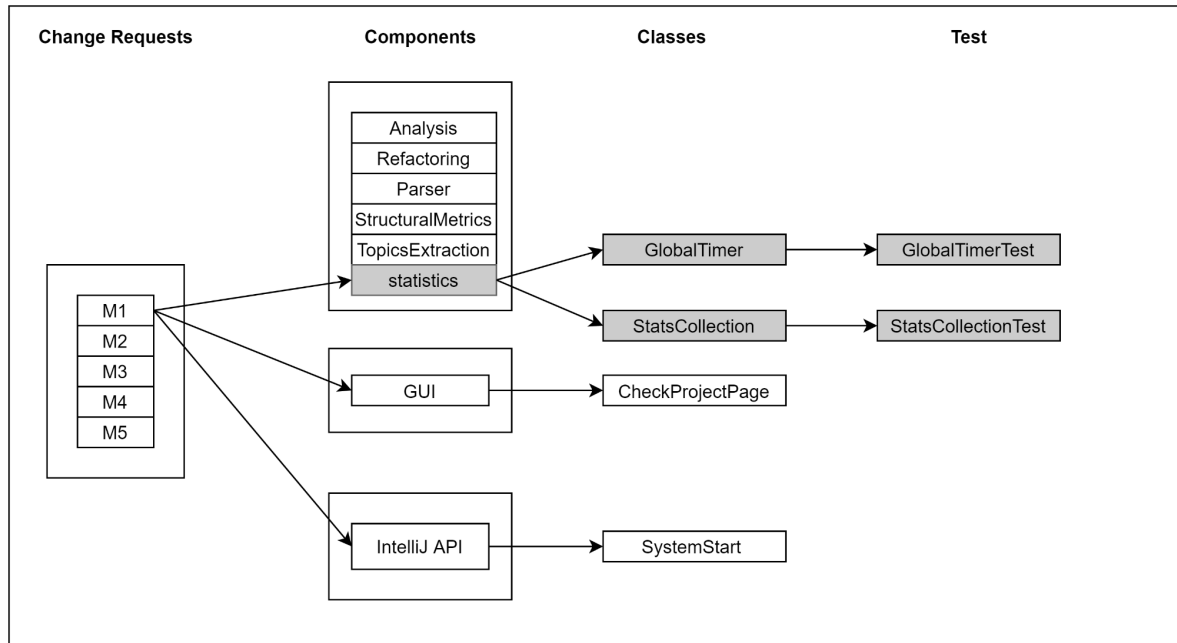 Change Requests
Components
Classes
Test
Analysis
Refactoring
Parser
StructuralMetrics
TopicsExtraction
statistics
GlobalTimer
GlobalTimerTest
StatsCollection
StatsCollectionTest
M1
M2
M3
M4
M5
GUI
CheckProjectPage
IntelliJ API
SystemStart